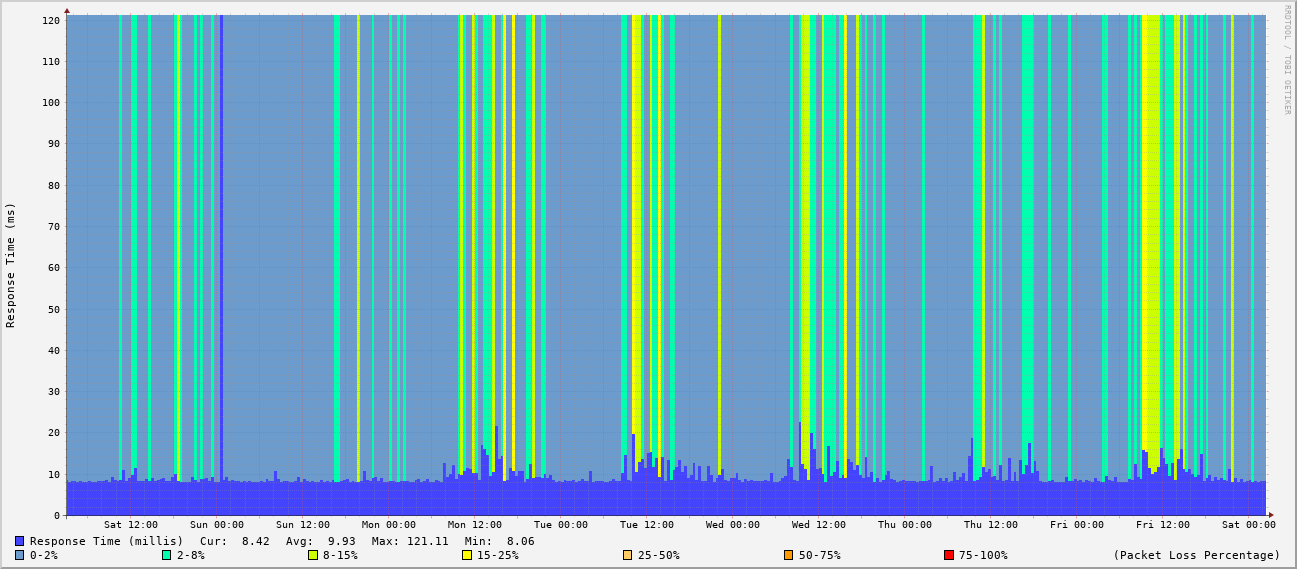 120
110
100
90
80
70
60
50
40
30
20
10
0
Response Time (ms)
RRDTOOL / TOBI OETIKER
Sat 12:00 Sun 00:00 Sun 12:00 Mon 00:00 Mon 12:00 Tue 00:00 Tue 12:00 Wed 00:00 Wed 12:00 Thu 00:00 Thu 12:00 Fri 00:00 Fri 12:00 Sat 00:00
Response Time (millis) Cur: 8.42 Avg: 9.93 Max: 121.11 Min: 8.06
0-2% 2-8% 8-15% 15-25% 25-50% 50-75% 75-100% (Packet Loss Percentage)